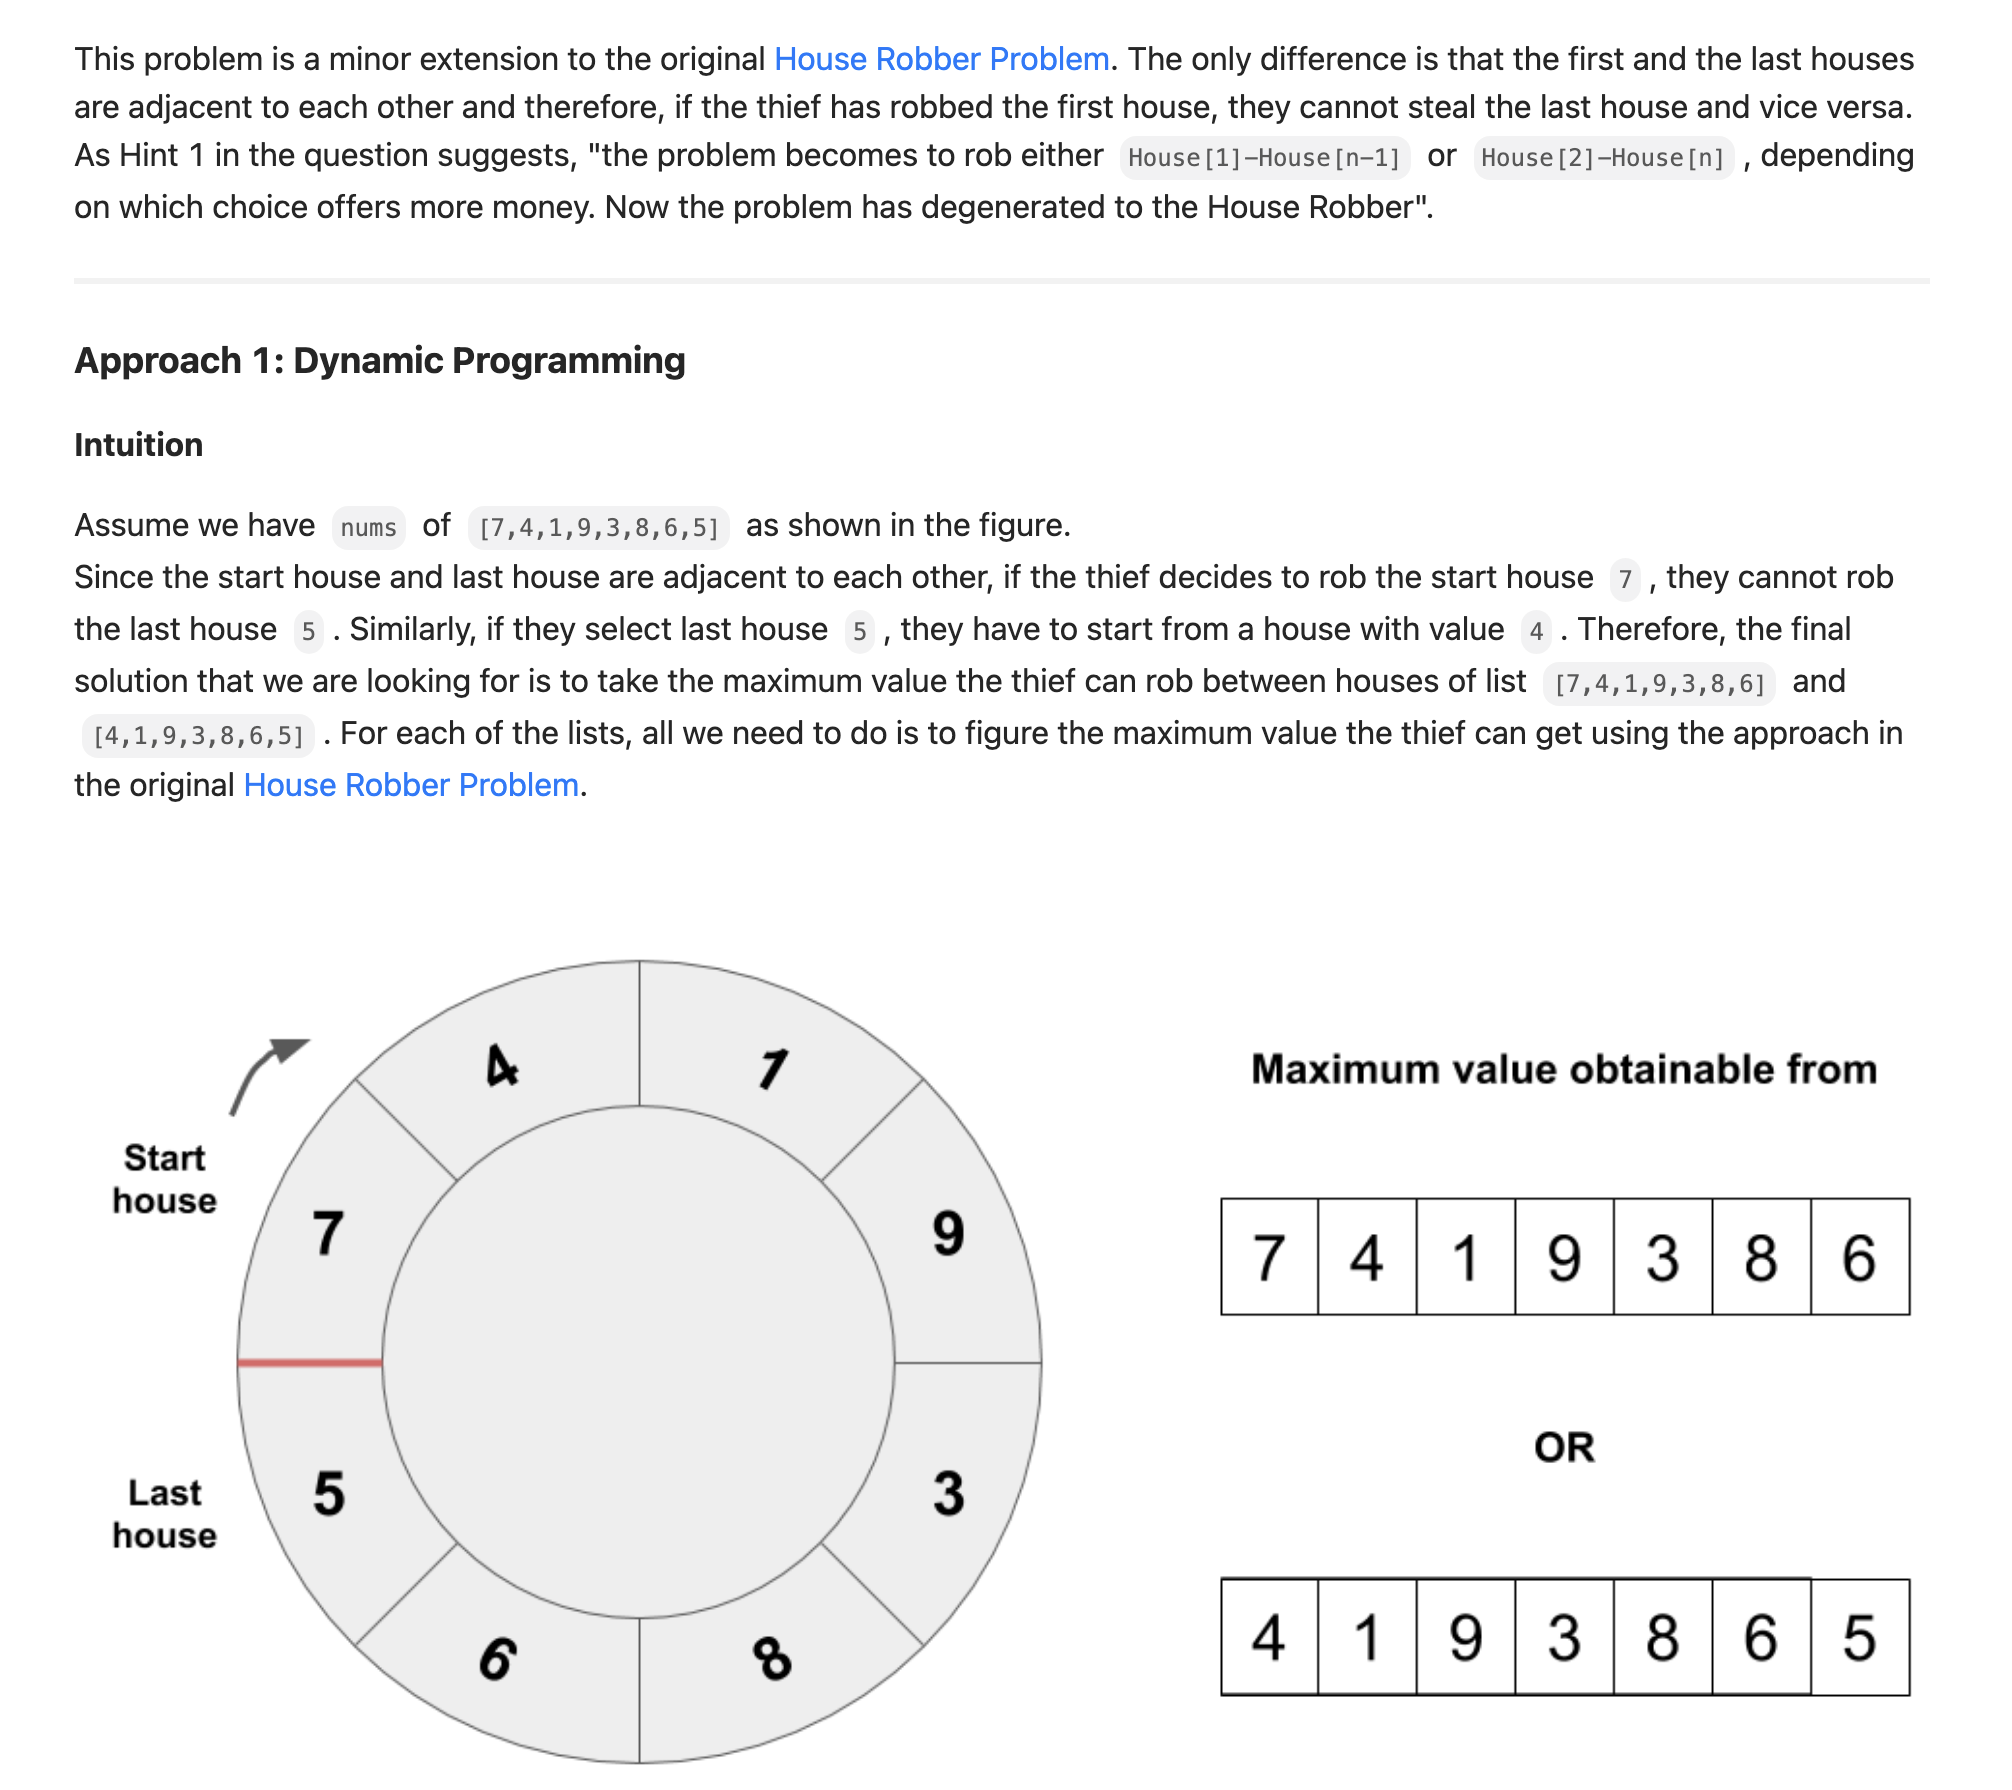 This problem is a minor extension to the original House Robber Problem. The only difference is that the first and the last houses
are adjacent to each other and therefore, if the thief has robbed the first house, they cannot steal the last house and vice versa.
As Hint 1 in the question suggests, "the problem becomes to rob either House[1]-House[n-1] or House[2]-House[n] , depending
on which choice offers more money. Now the problem has degenerated to the House Robber".
Approach 1: Dynamic Programming
Intuition
Assume we have nums of [7,4,1,9,3,8,6,5] as shown in the figure.
Since the start house and last house are adjacent to each other, if the thief decides to rob the start house 7 , they cannot rob
the last house 5 . Similarly, if they select last house 5 , they have to start from a house with value 4 . Therefore, the final
solution that we are looking for is to take the maximum value the thief can rob between houses of list [7,4,1,9,3,8,6] and
[4,1,9,3,8,6,5] . For each of the lists, all we need to do is to figure the maximum value the thief can get using the approach in
the original House Robber Problem.
Start
house
Last
house
7
4
1
9
3
8
6
5
Maximum value obtainable from
7 4 1 9 3 8 6
OR
4 1 9 3 8 6 5